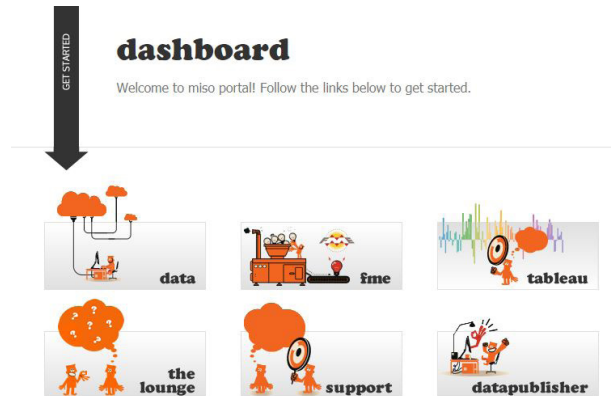 GET STARTED
dashboard
Welcome to miso portal! Follow the links below to get started.
data
fme
tableau
the
lounge
support
datapublisher